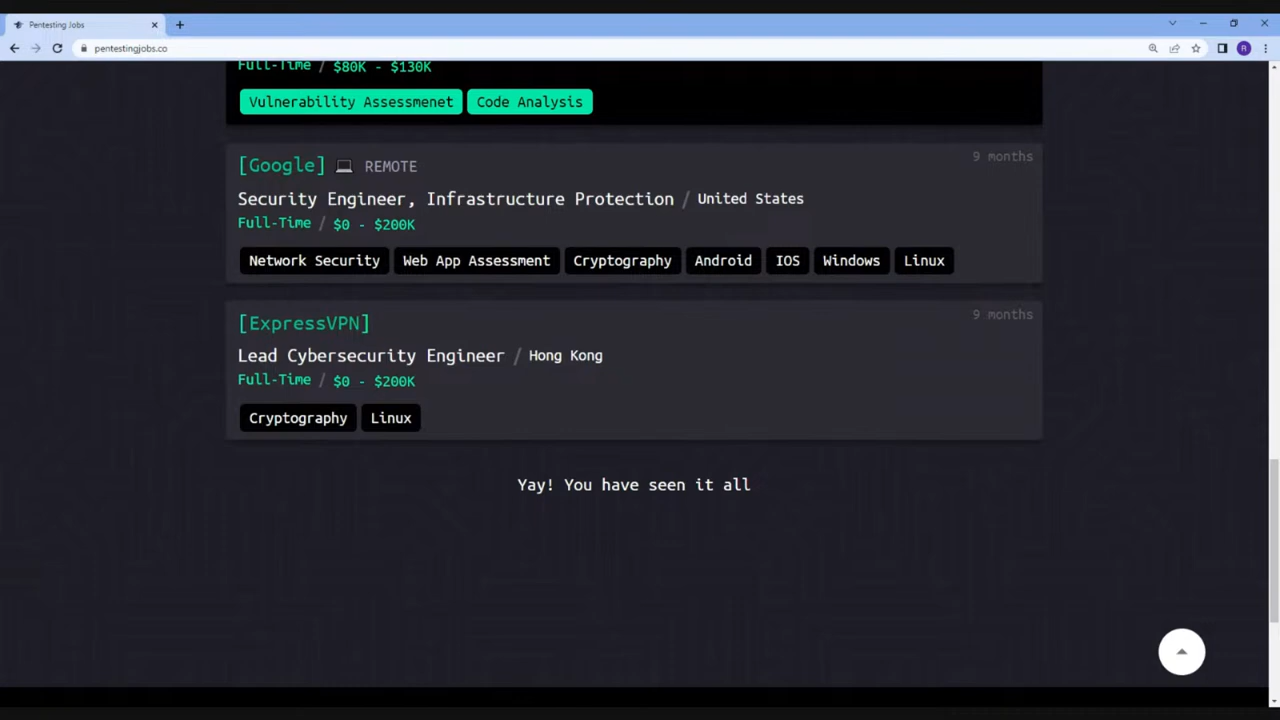 Pentesting Jobs
pentestingjobs.co
R
Full-Time / $80K - $130K
Vulnerability Assessmenet Code Analysis
[Google] REMOTE 9 months
Security Engineer, Infrastructure Protection / United States
Full-Time / $0 - $200K
Network Security Web App Assessment Cryptography Android IOS Windows Linux
[ExpressVPN] 9 months
Lead Cybersecurity Engineer / Hong Kong
Full-Time / $0 - $200K
Cryptography Linux
Yay! You have seen it all